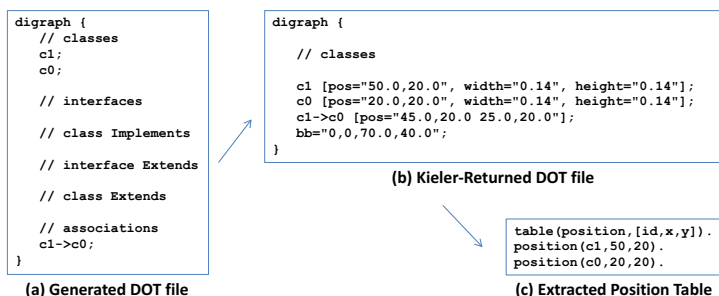 digraph {
// classes
c1;
c0;
// interfaces
// class Implements
// interface Extends
// class Extends
// associations
c1->c0;
}
(a) Generated DOT file
digraph {
// classes
c1 [pos="50.0,20.0", width="0.14", height="0.14"];
c0 [pos="20.0,20.0", width="0.14", height="0.14"];
c1->c0 [pos="45.0,20.0 25.0,20.0"];
bb="0,0,70.0,40.0";
}
(b) Kieler-Returned DOT file
table(position,[id,x,y]).
position(c1,50,20).
position(c0,20,20).
(c) Extracted Position Table